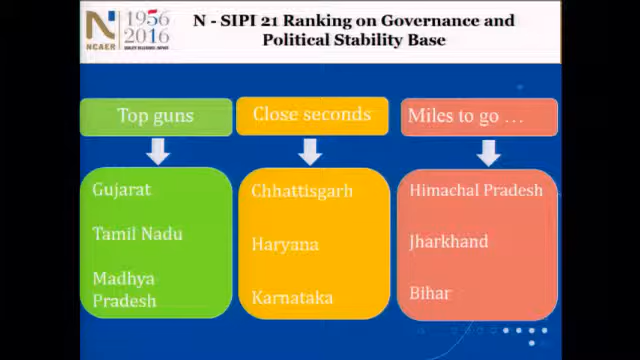 N - SIPI 21 Ranking on Governance and
Political Stability Base
N
NCAER
1956
2016
Top guns
Close seconds
Miles to go ...
Gujarat
Tamil Nadu
Madhya
Pradesh
Chhattisgarh
Haryana
Karnataka
Himachal Pradesh
Jharkhand
Bihar